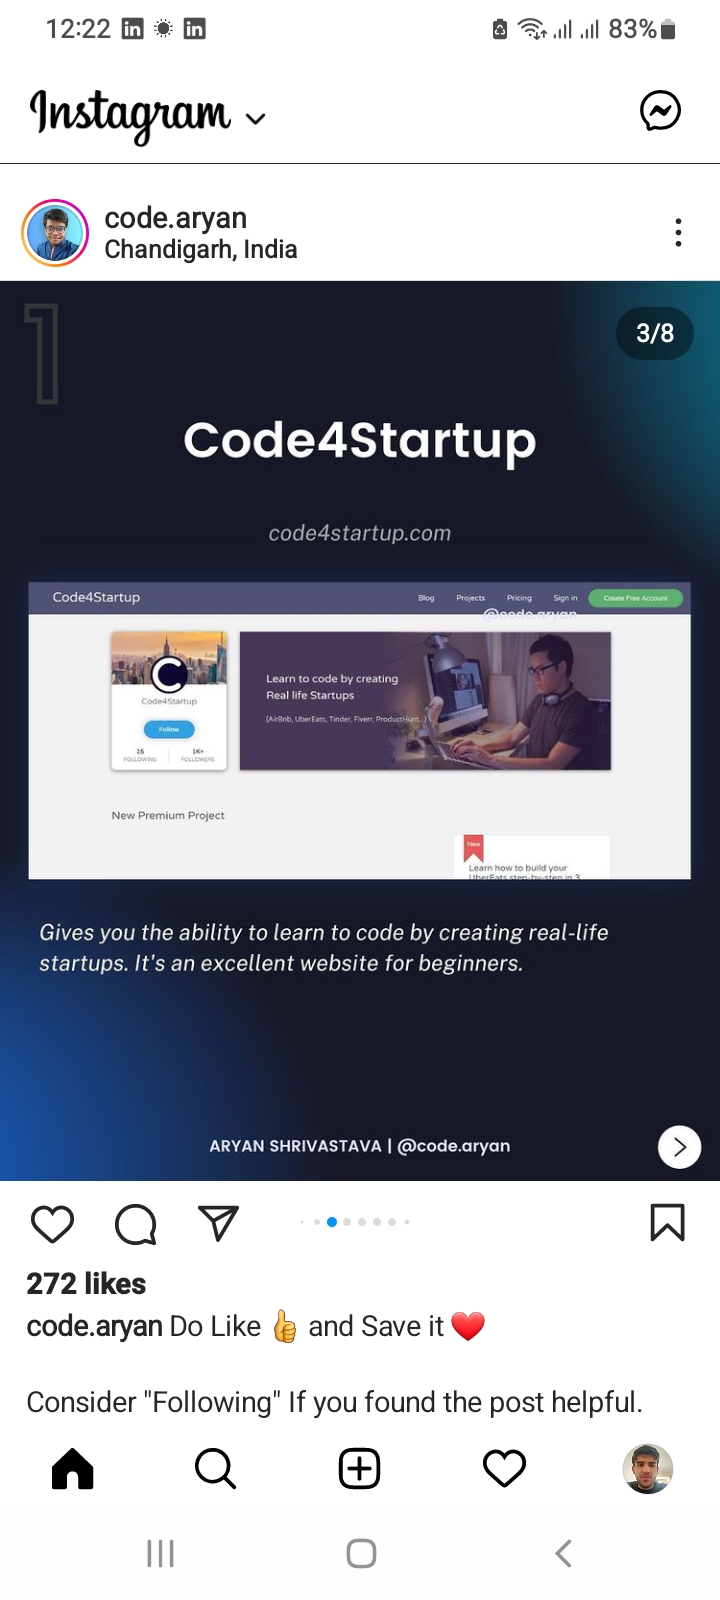 12:22
83%
Instagram
code.aryan
Chandigarh, India
1
3/8
Code4Startup
code4startup.com
Code4Startup Blog Projects Pricing Sign in Create Free Account
@code.aryan
Code4Startup
Follow
15 1K+
FOLLOWING FOLLOWERS
Learn to code by creating
Real life Startups
(AirBnb, UberEats, Tinder, Fiverr, ProductHunt...)
New Premium Project
New
Learn how to build your
UberEats step-by-step in 3
Gives you the ability to learn to code by creating real-life
startups. It's an excellent website for beginners.
ARYAN SHRIVASTAVA | @code.aryan
272 likes
code.aryan Do Like 👍 and Save it ❤️
Consider "Following" If you found the post helpful.